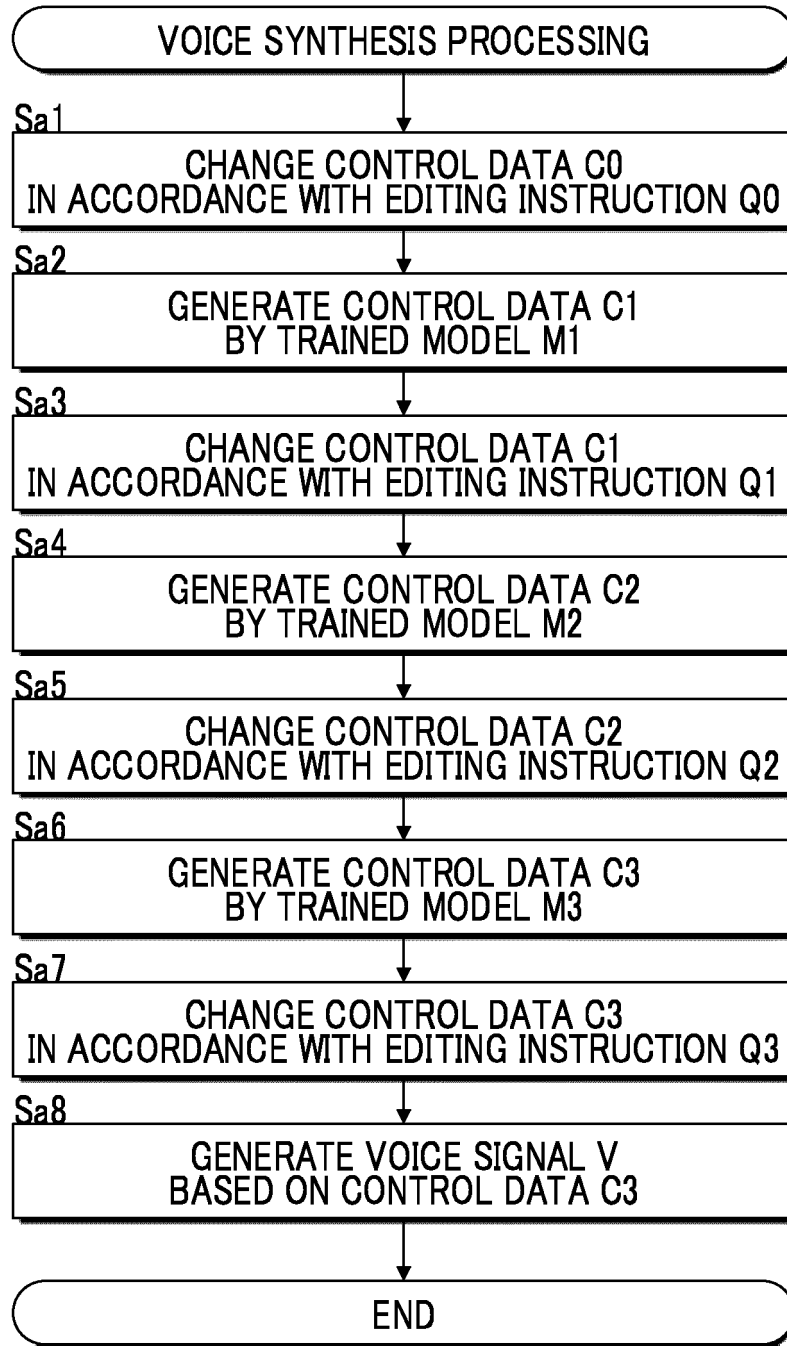 VOICE SYNTHESIS PROCESSING
Sa1
CHANGE CONTROL DATA C0
IN ACCORDANCE WITH EDITING INSTRUCTION Q0
Sa2
GENERATE CONTROL DATA C1
BY TRAINED MODEL M1
Sa3
CHANGE CONTROL DATA C1
IN ACCORDANCE WITH EDITING INSTRUCTION Q1
Sa4
GENERATE CONTROL DATA C2
BY TRAINED MODEL M2
Sa5
CHANGE CONTROL DATA C2
IN ACCORDANCE WITH EDITING INSTRUCTION Q2
Sa6
GENERATE CONTROL DATA C3
BY TRAINED MODEL M3
Sa7
CHANGE CONTROL DATA C3
IN ACCORDANCE WITH EDITING INSTRUCTION Q3
Sa8
GENERATE VOICE SIGNAL V
BASED ON CONTROL DATA C3
END